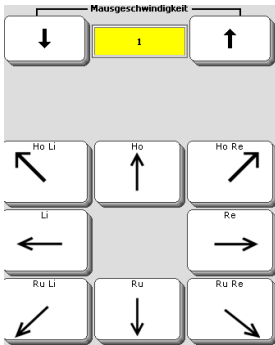 Mausgeschwindigkeit
1
Ho Li
Ho
Ho Re
Li
Re
Ru Li
Ru
Ru Re